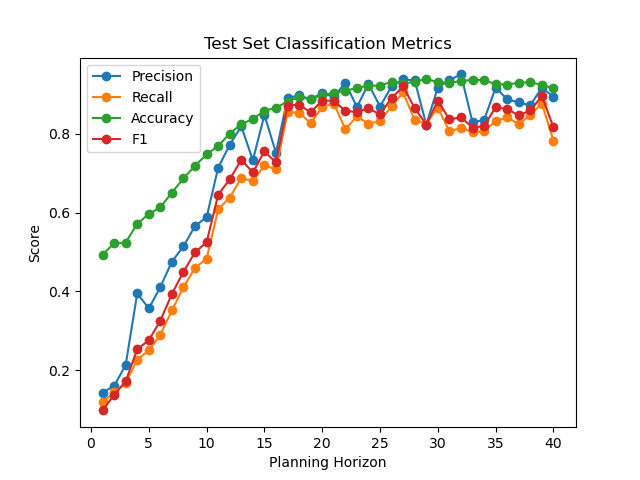 Test Set Classification Metrics
Precision
Recall
Accuracy
F1
Score
0.8
0.6
0.4
0.2
0 5 10 15 20 25 30 35 40
Planning Horizon